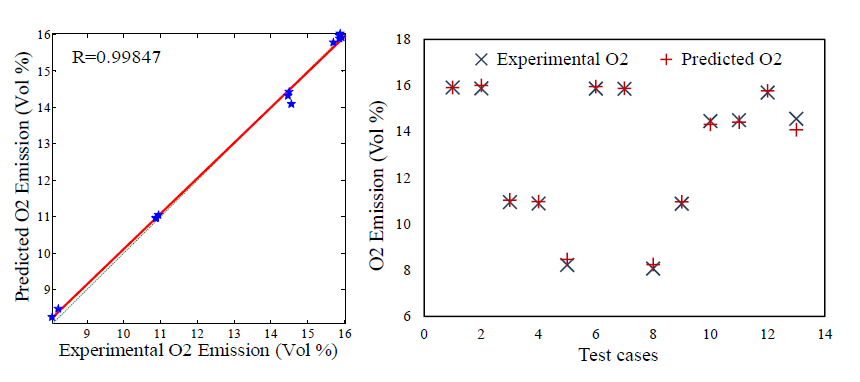 R=0.99847
Predicted O2 Emission (Vol %)
16
15
14
13
12
11
10
9
9 10 11 12 13 14 15 16
Experimental O2 Emission (Vol %)
Experimental O2 Predicted O2
O2 Emission (Vol %)
18
16
14
12
10
8
6
0 2 4 6 8 10 12 14
Test cases